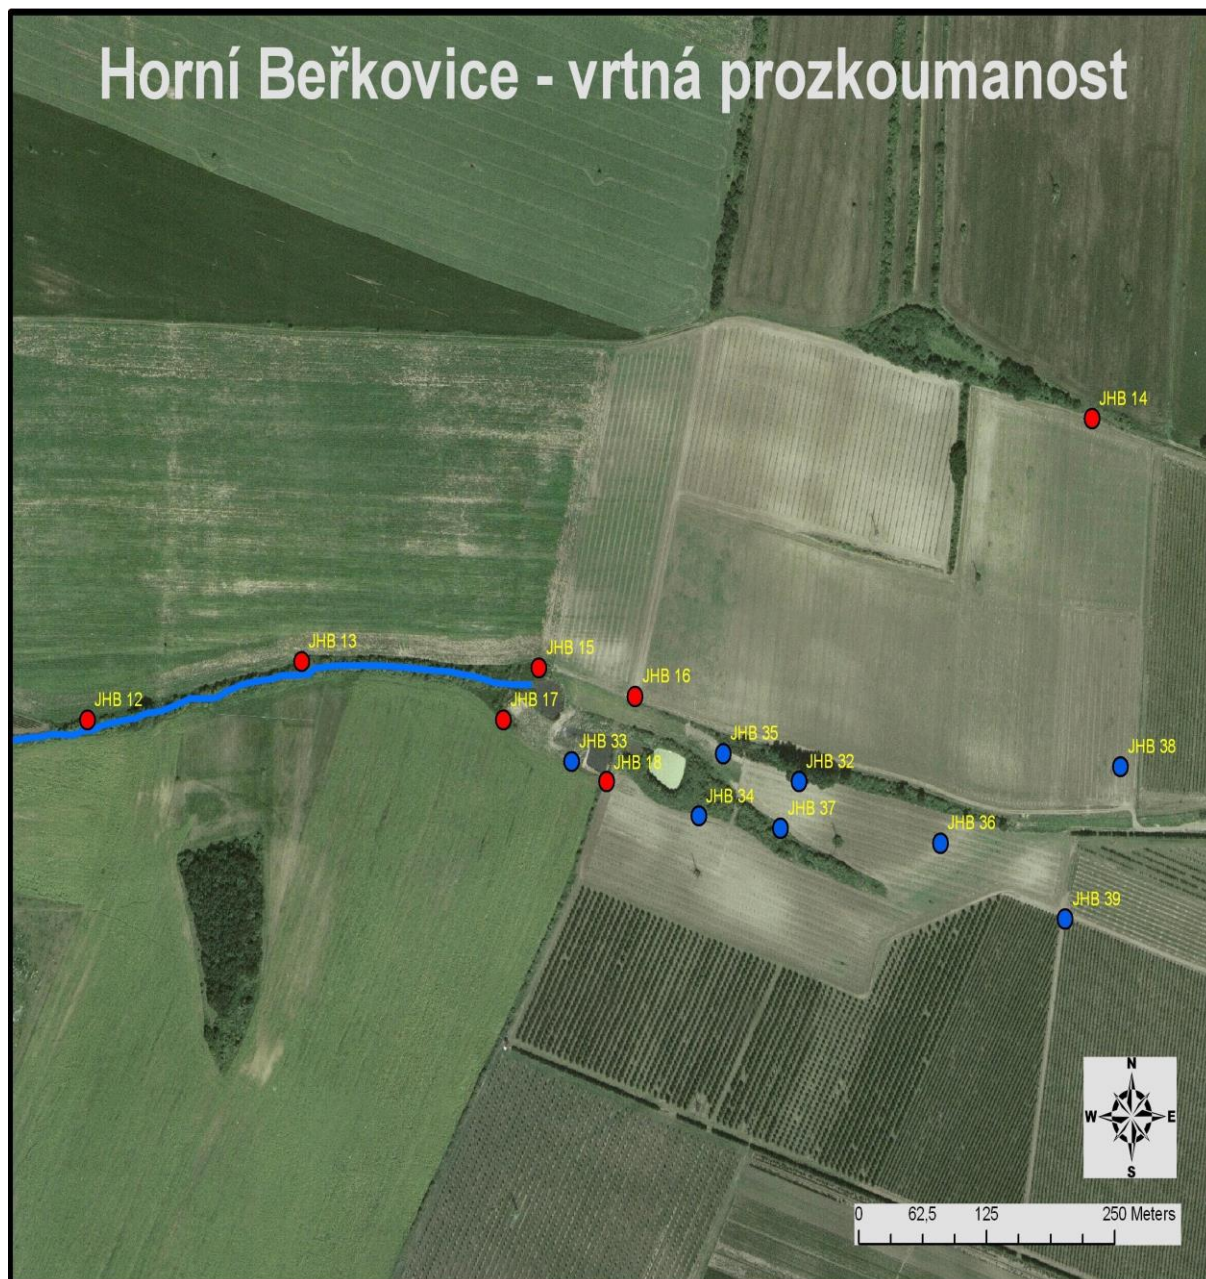 Horní Beřkovice - vrtná prozkoumanost
JHB 14
JHB 13
JHB 15
JHB 16
JHB 12
JHB 17
JHB 33
JHB 35
JHB 32
JHB 38
JHB 18
JHB 34
JHB 37
JHB 36
JHB 39
N
W E
S
0 62,5 125 250 Meters